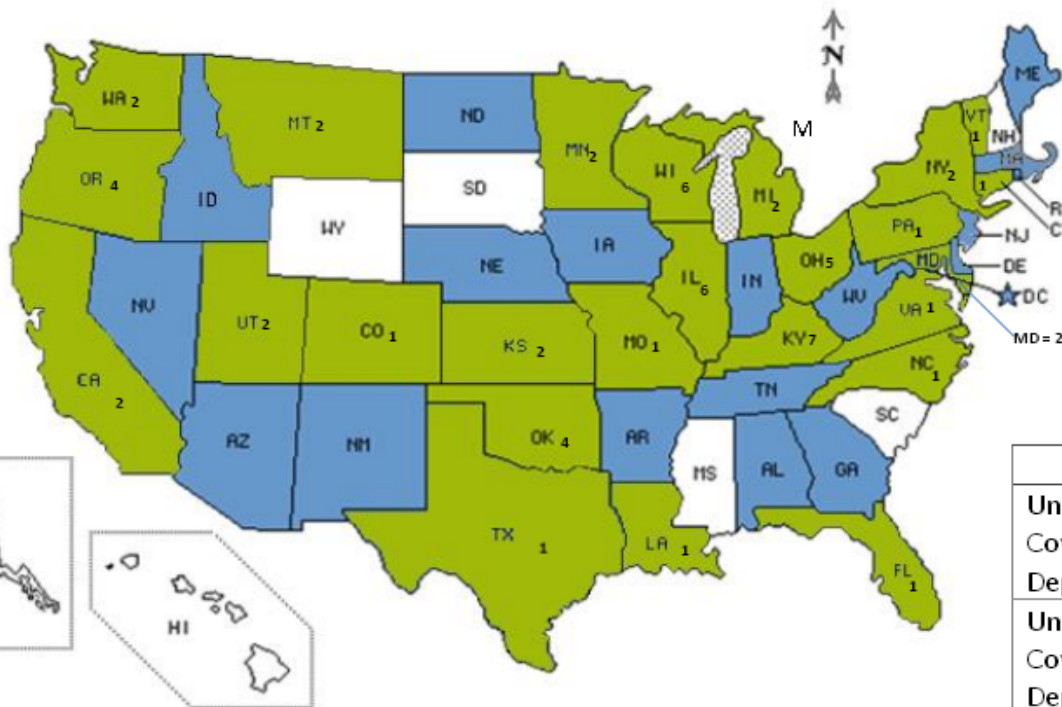 N
ME
WA 2
MT 2
ND
MN 2
M
VT
1
NH
OR 4
ID
SD
WI 6
MI 2
NY 2
MA
1
R
C
WY
IA
PA 1
NJ
NE
OH 5
MD
DE
NV
IL 6
IN
WV
DC
UT 2
CO 1
VA 1
KS 2
MO 1
KY 7
MD = 2
CA 2
NC 1
TN
AZ
NM
OK 4
AR
SC
MS
AL
GA
TX 1
LA 1
FL 1
HI
Un
Co
De
Un
Co
De